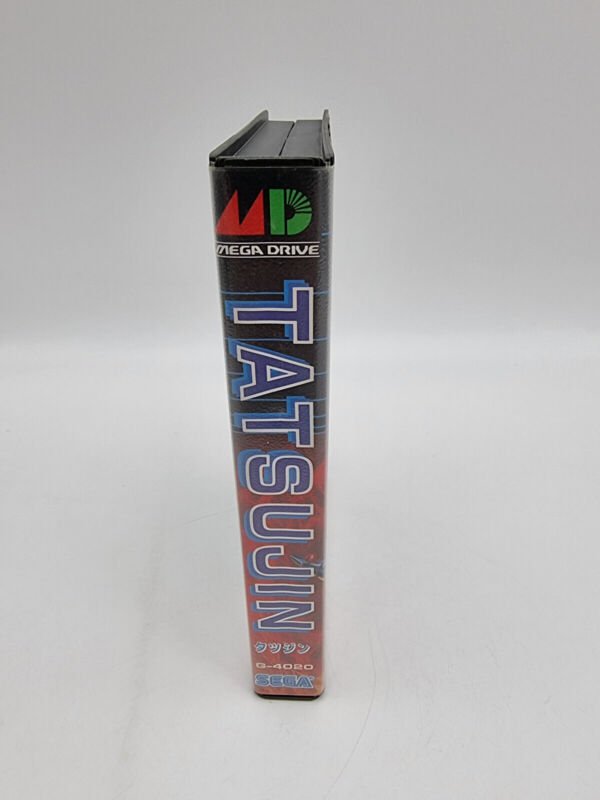 MD
MEGA DRIVE
TATSUJIN
タツジン
G-4020
SEGA